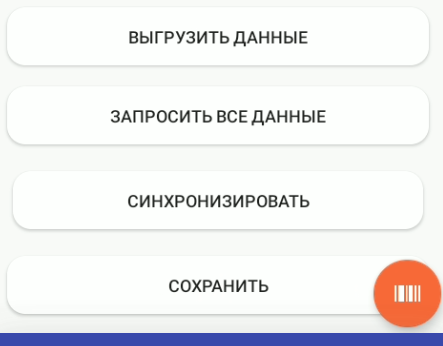 ВЫГРУЗИТЬ ДАННЫЕ
ЗАПРОСИТЬ ВСЕ ДАННЫЕ
СИНХРОНИЗИРОВАТЬ
СОХРАНИТЬ